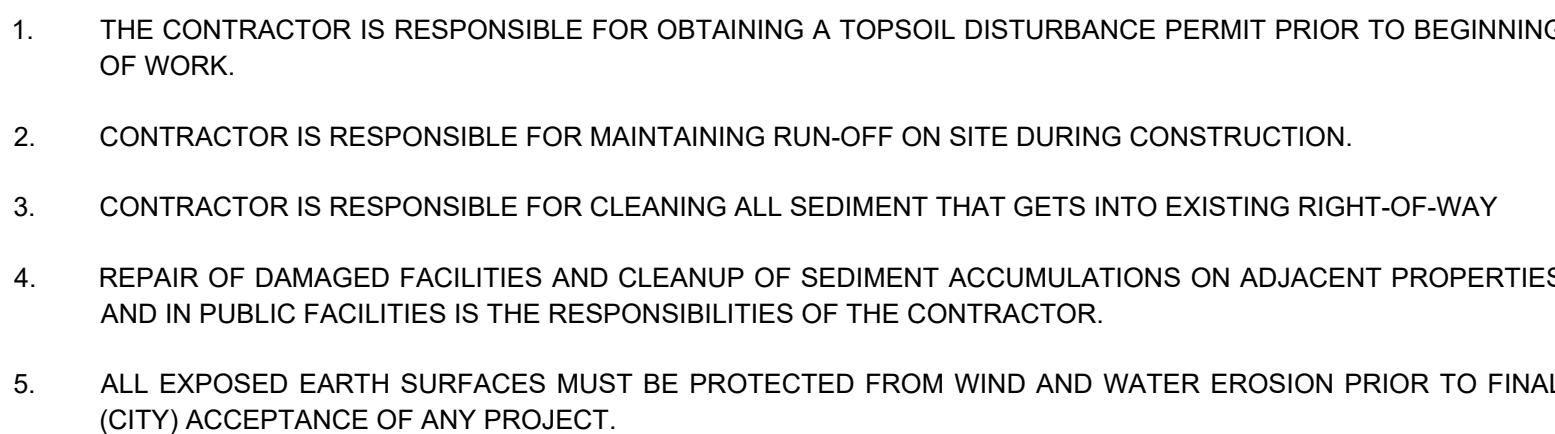 1. THE CONTRACTOR IS RESPONSIBLE FOR OBTAINING A TOPSOIL DISTURBANCE PERMIT PRIOR TO BEGINNING
OF WORK.
2. CONTRACTOR IS RESPONSIBLE FOR MAINTAINING RUN-OFF ON SITE DURING CONSTRUCTION.
3. CONTRACTOR IS RESPONSIBLE FOR CLEANING ALL SEDIMENT THAT GETS INTO EXISTING RIGHT-OF-WAY
4. REPAIR OF DAMAGED FACILITIES AND CLEANUP OF SEDIMENT ACCUMULATIONS ON ADJACENT PROPERTIES
AND IN PUBLIC FACILITIES IS THE RESPONSIBILITIES OF THE CONTRACTOR.
5. ALL EXPOSED EARTH SURFACES MUST BE PROTECTED FROM WIND AND WATER EROSION PRIOR TO FINAL
(CITY) ACCEPTANCE OF ANY PROJECT.